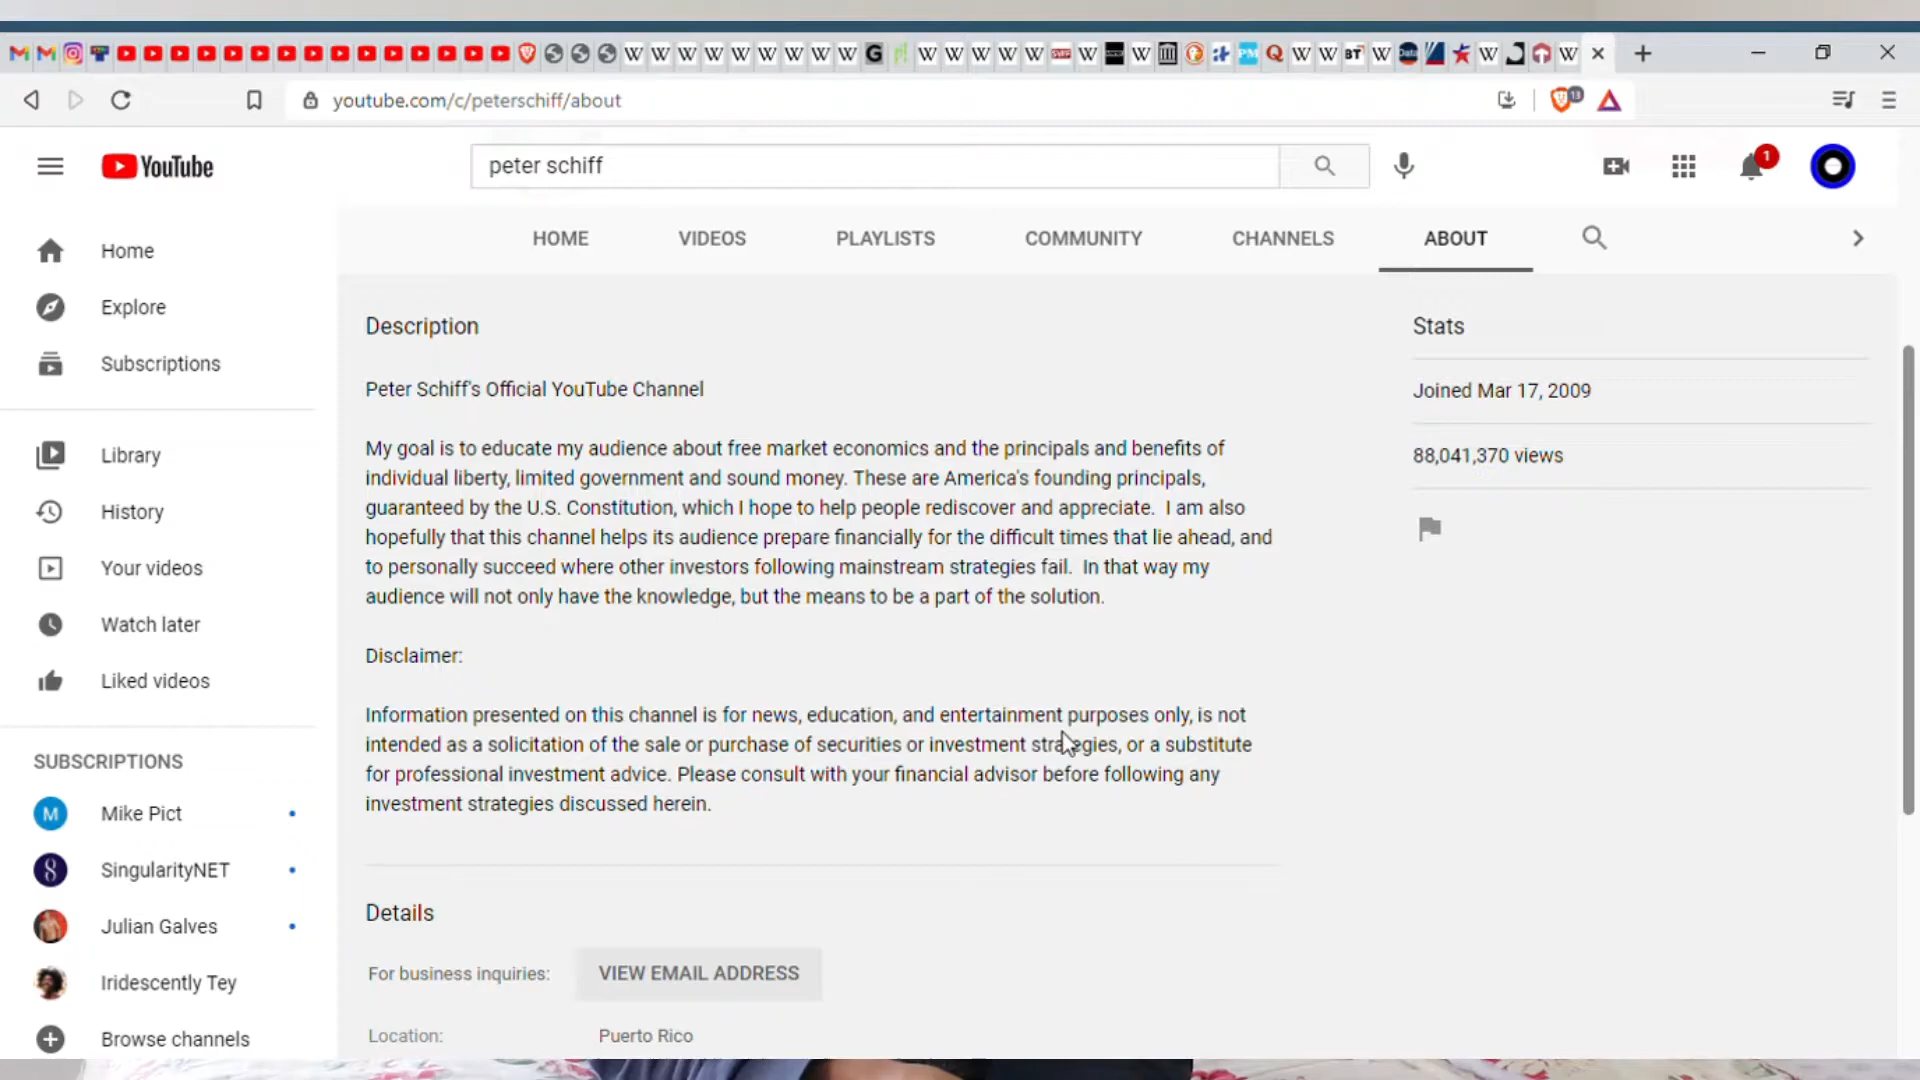 youtube.com/c/peterschiff/about
13
YouTube
peter schiff
1
HOME VIDEOS PLAYLISTS COMMUNITY CHANNELS ABOUT
Home
Explore
Subscriptions
Library
History
Your videos
Watch later
Liked videos
SUBSCRIPTIONS
M Mike Pict
SingularityNET
Julian Galves
Iridescently Tey
Browse channels
Description
Peter Schiff's Official YouTube Channel
My goal is to educate my audience about free market economics and the principals and benefits of
individual liberty, limited government and sound money. These are America's founding principals,
guaranteed by the U.S. Constitution, which I hope to help people rediscover and appreciate. I am also
hopefully that this channel helps its audience prepare financially for the difficult times that lie ahead, and
to personally succeed where other investors following mainstream strategies fail. In that way my
audience will not only have the knowledge, but the means to be a part of the solution.
Disclaimer:
Information presented on this channel is for news, education, and entertainment purposes only, is not
intended as a solicitation of the sale or purchase of securities or investment strategies, or a substitute
for professional investment advice. Please consult with your financial advisor before following any
investment strategies discussed herein.
Details
For business inquiries: VIEW EMAIL ADDRESS
Location: Puerto Rico
Stats
Joined Mar 17, 2009
88,041,370 views